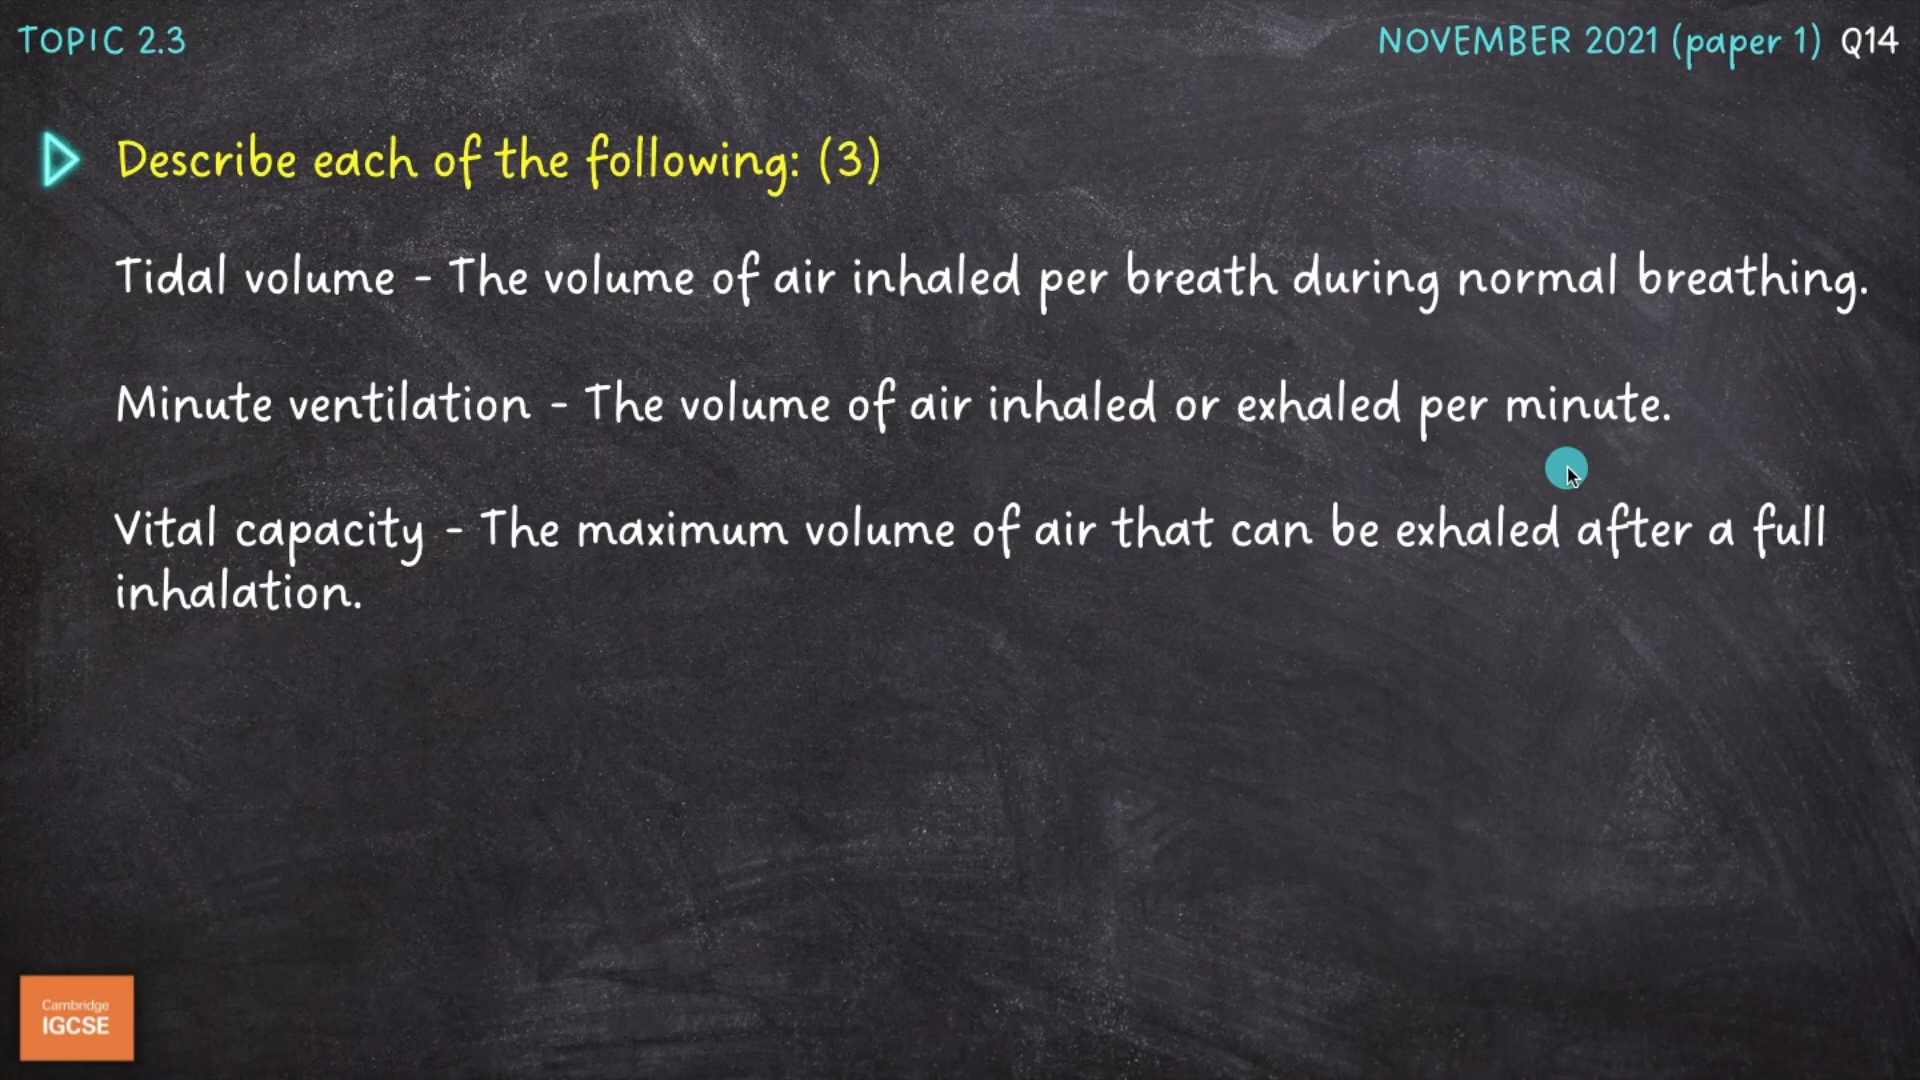 TOPIC 2.3
NOVEMBER 2021 (paper 1) Q14
Describe each of the following: (3)
Tidal volume - The volume of air inhaled per breath during normal breathing.
Minute ventilation - The volume of air inhaled or exhaled per minute.
Vital capacity - The maximum volume of air that can be exhaled after a full
inhalation.
Cambridge
IGCSE